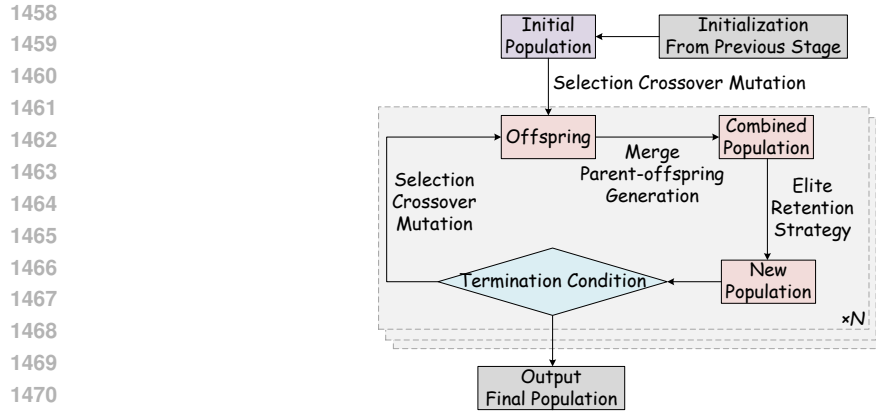 1458
1459
1460
1461
1462
1463
1464
1465
1466
1467
1468
1469
1470
Initial
Population
Initialization
From Previous Stage
Selection Crossover Mutation
Offspring
Merge
Parent-offspring
Generation
Combined
Population
Selection
Crossover
Mutation
Elite
Retention
Strategy
Termination Condition
New
Population
×N
Output
Final Population